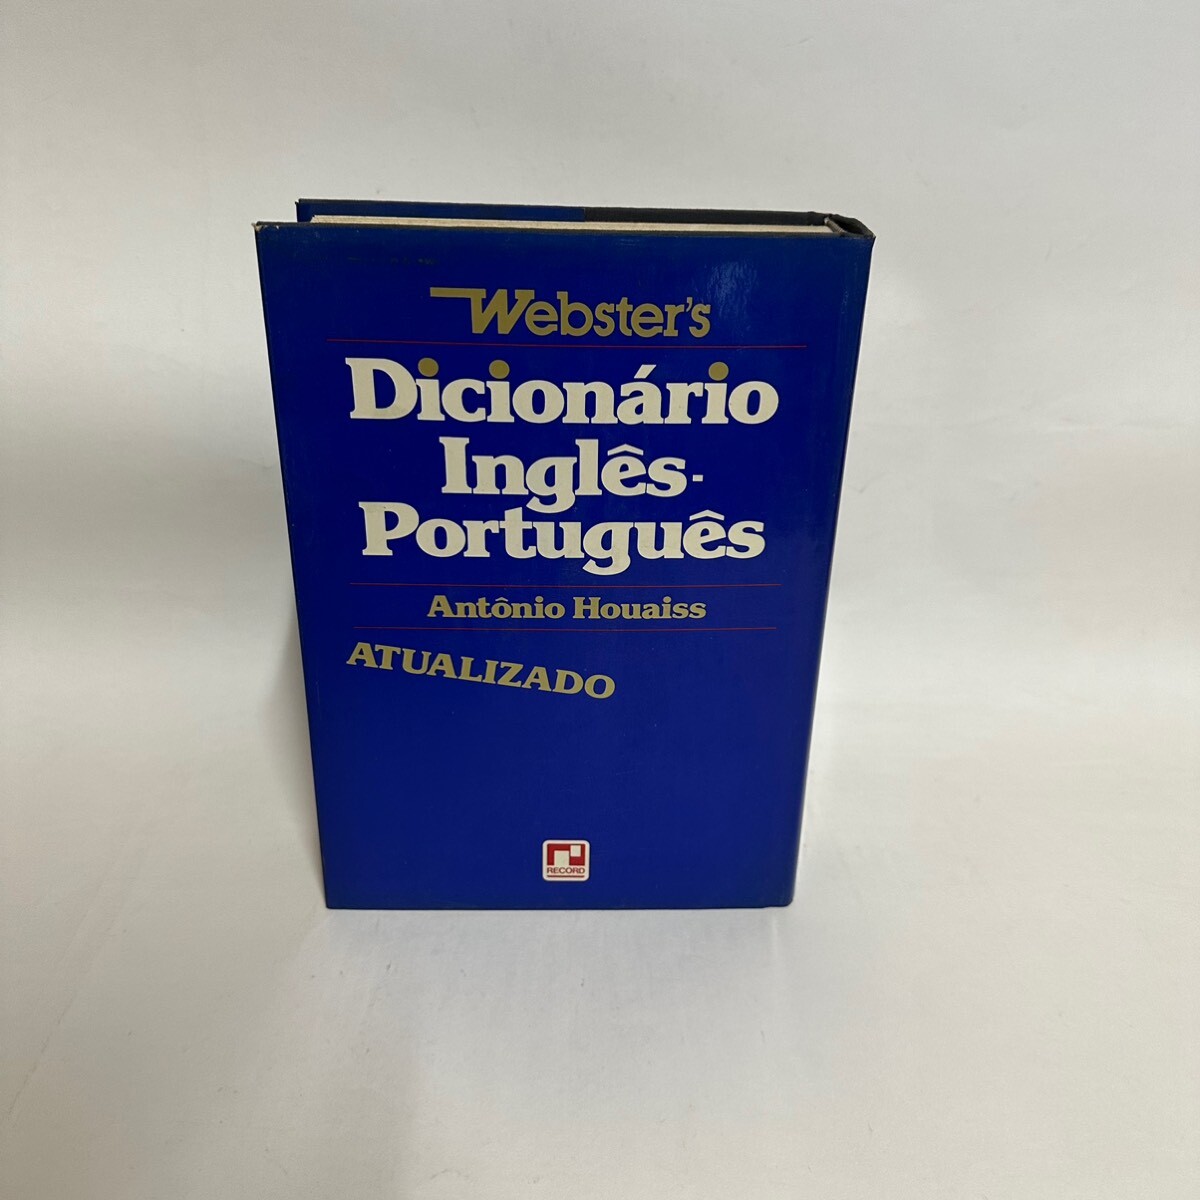 Webster's
Dicionário
Inglês-
Português
Antônio Houaiss
ATUALIZADO
RECORD